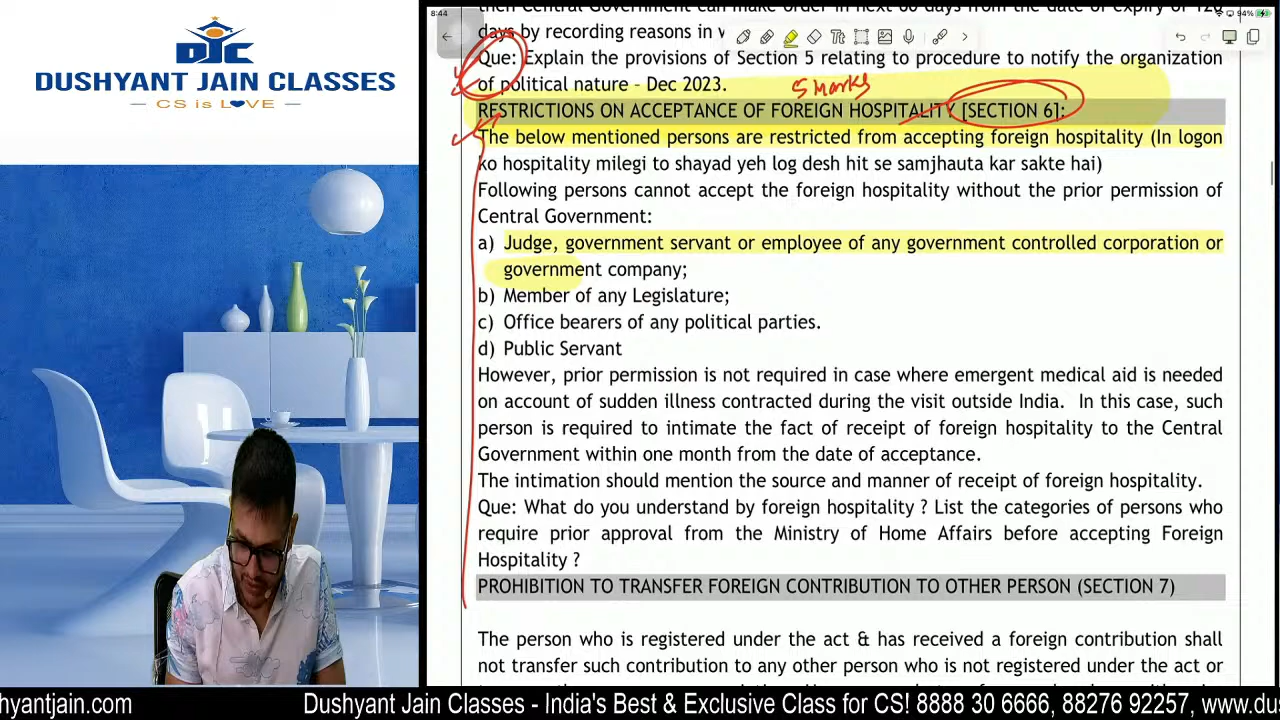 DJC
DUSHYANT JAIN CLASSES
CS is LOVE
8:44
94%
days by recording reasons in w
Que: Explain the provisions of Section 5 relating to procedure to notify the organization
of political nature – Dec 2023.
5 marks
RESTRICTIONS ON ACCEPTANCE OF FOREIGN HOSPITALITY [SECTION 6]:
The below mentioned persons are restricted from accepting foreign hospitality (In logon
ko hospitality milegi to shayad yeh log desh hit se samjhauta kar sakte hai)
Following persons cannot accept the foreign hospitality without the prior permission of
Central Government:
a) Judge, government servant or employee of any government controlled corporation or
government company;
b) Member of any Legislature;
c) Office bearers of any political parties.
d) Public Servant
However, prior permission is not required in case where emergent medical aid is needed
on account of sudden illness contracted during the visit outside India. In this case, such
person is required to intimate the fact of receipt of foreign hospitality to the Central
Government within one month from the date of acceptance.
The intimation should mention the source and manner of receipt of foreign hospitality.
Que: What do you understand by foreign hospitality ? List the categories of persons who
require prior approval from the Ministry of Home Affairs before accepting Foreign
Hospitality ?
PROHIBITION TO TRANSFER FOREIGN CONTRIBUTION TO OTHER PERSON (SECTION 7)
The person who is registered under the act & has received a foreign contribution shall
not transfer such contribution to any other person who is not registered under the act or
hyantjain.com Dushyant Jain Classes - India's Best & Exclusive Class for CS! 8888 30 6666, 88276 92257, www.dus